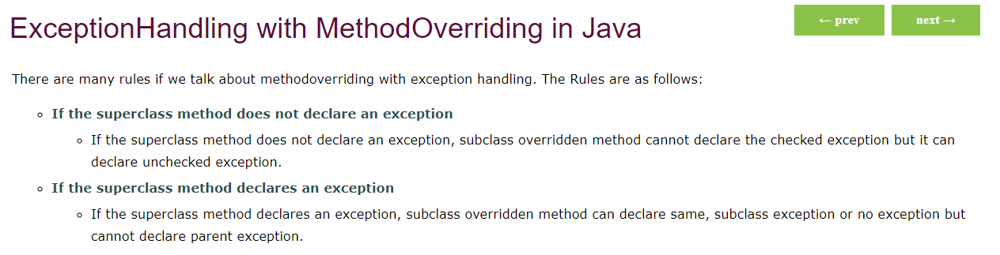 ExceptionHandling with MethodOverriding in Java
← prev
next →
There are many rules if we talk about methodoverriding with exception handling. The Rules are as follows:
If the superclass method does not declare an exception
If the superclass method does not declare an exception, subclass overridden method cannot declare the checked exception but it can
declare unchecked exception.
If the superclass method declares an exception
If the superclass method declares an exception, subclass overridden method can declare same, subclass exception or no exception but
cannot declare parent exception.